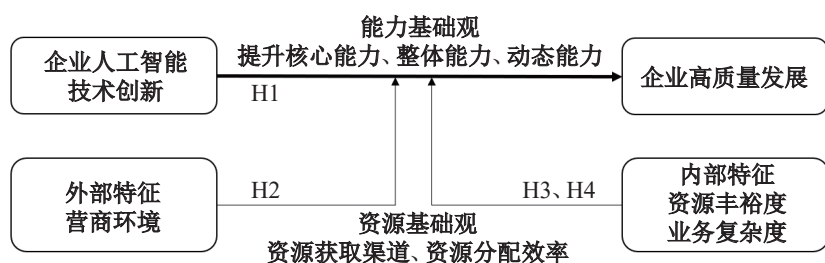 能力基础观
提升核心能力、整体能力、动态能力
企业人工智能
技术创新
企业高质量发展
H1
外部特征
营商环境
H2
H3、H4
内部特征
资源丰裕度
业务复杂度
资源基础观
资源获取渠道、资源分配效率